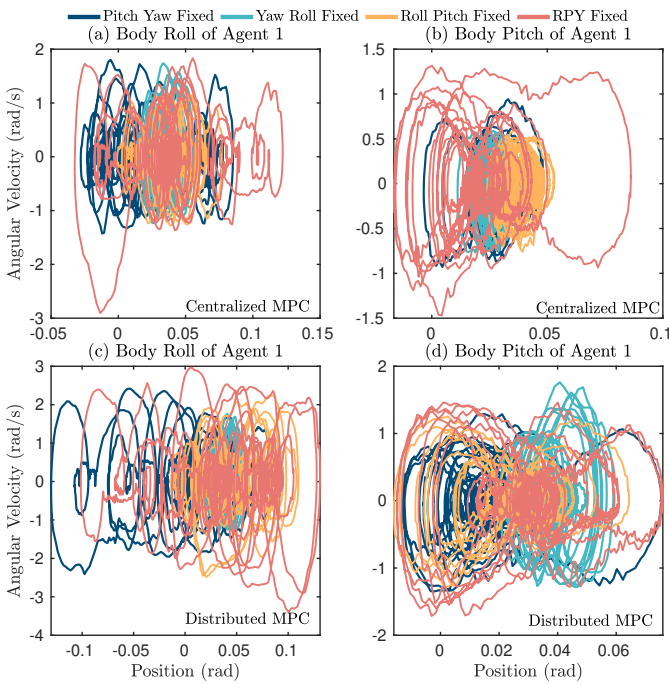 Pitch Yaw Fixed Yaw Roll Fixed Roll Pitch Fixed RPY Fixed
(a) Body Roll of Agent 1 (b) Body Pitch of Agent 1
2
1
0
-1
-2
-3
Angular Velocity (rad/s)
-0.05 0 0.05 0.1 0.15
Centralized MPC
1.5
1
0.5
0
-0.5
-1
-1.5
0 0.05 0.1
Centralized MPC
(c) Body Roll of Agent 1 (d) Body Pitch of Agent 1
3
2
1
0
-1
-2
-3
-4
Angular Velocity (rad/s)
-0.1 -0.05 0 0.05 0.1
Distributed MPC
Position (rad)
2
1
0
-1
-2
0 0.02 0.04 0.06
Distributed MPC
Position (rad)